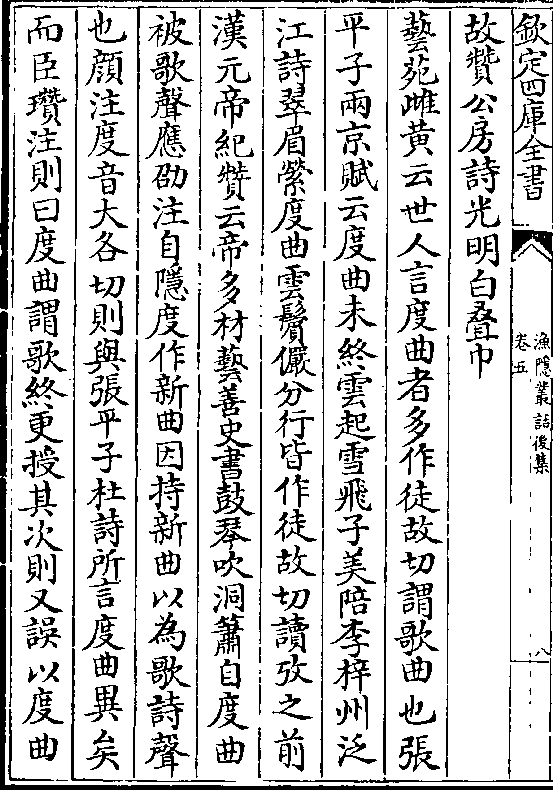 欽定四庫全書
漁隱叢話後集
卷五
八
故贊公房詩光明白疊巾
藝苑雌黄云世人言度曲者多作徒故切謂歌曲也張
平子兩京賦云度曲未終雲起雪飛子美陪李梓州泛
江詩翠眉縈度曲雲鬢儼分行皆作徒故切讀攷之前
漢元帝紀贊云帝多材藝善史書鼓琴吹洞簫自度曲
被歌聲應劭注自隱度作新曲因持新曲以為歌詩聲
也顔注度音大各切則與張平子杜詩所言度曲異矣
而臣瓚注則曰度曲謂歌終更授其次則又誤以度曲